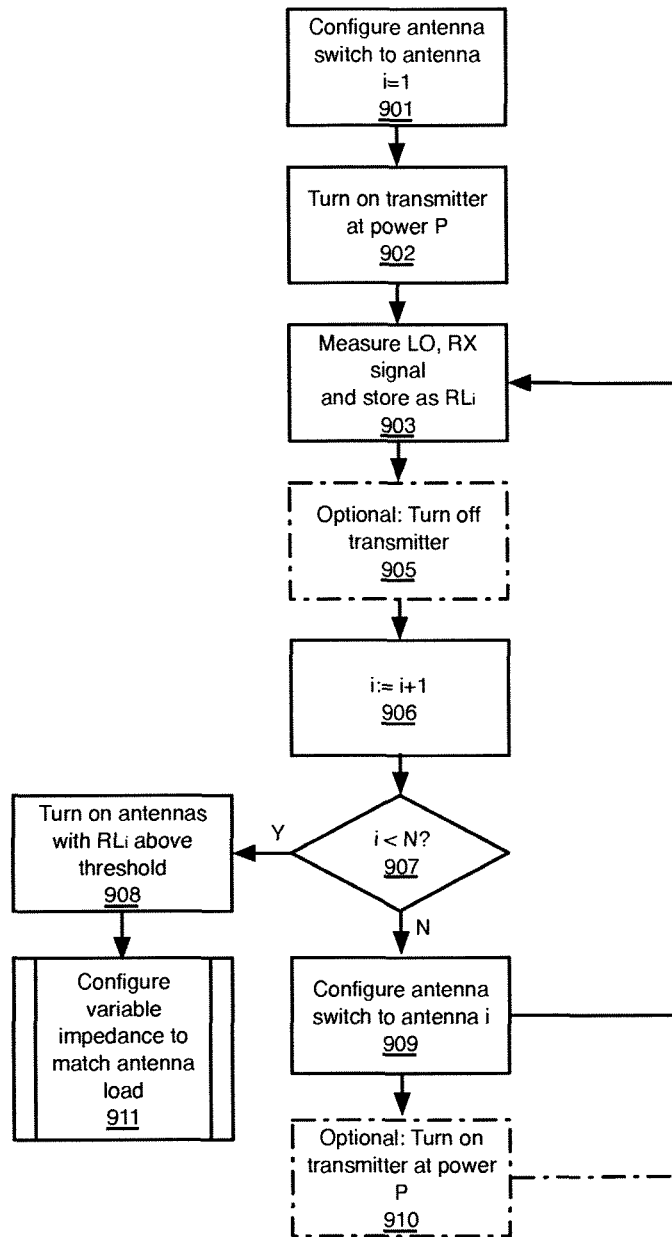 Configure antenna
switch to antenna
i=1
901
Turn on transmitter
at power P
902
Measure LO, RX
signal
and store as RLi
903
Optional: Turn off
transmitter
905
i:= i+1
906
Turn on antennas
with RLi above
threshold
908
Y
i < N?
907
N
Configure
variable
impedance to
match antenna
load
911
Configure antenna
switch to antenna i
909
Optional: Turn on
transmitter at power
P
910